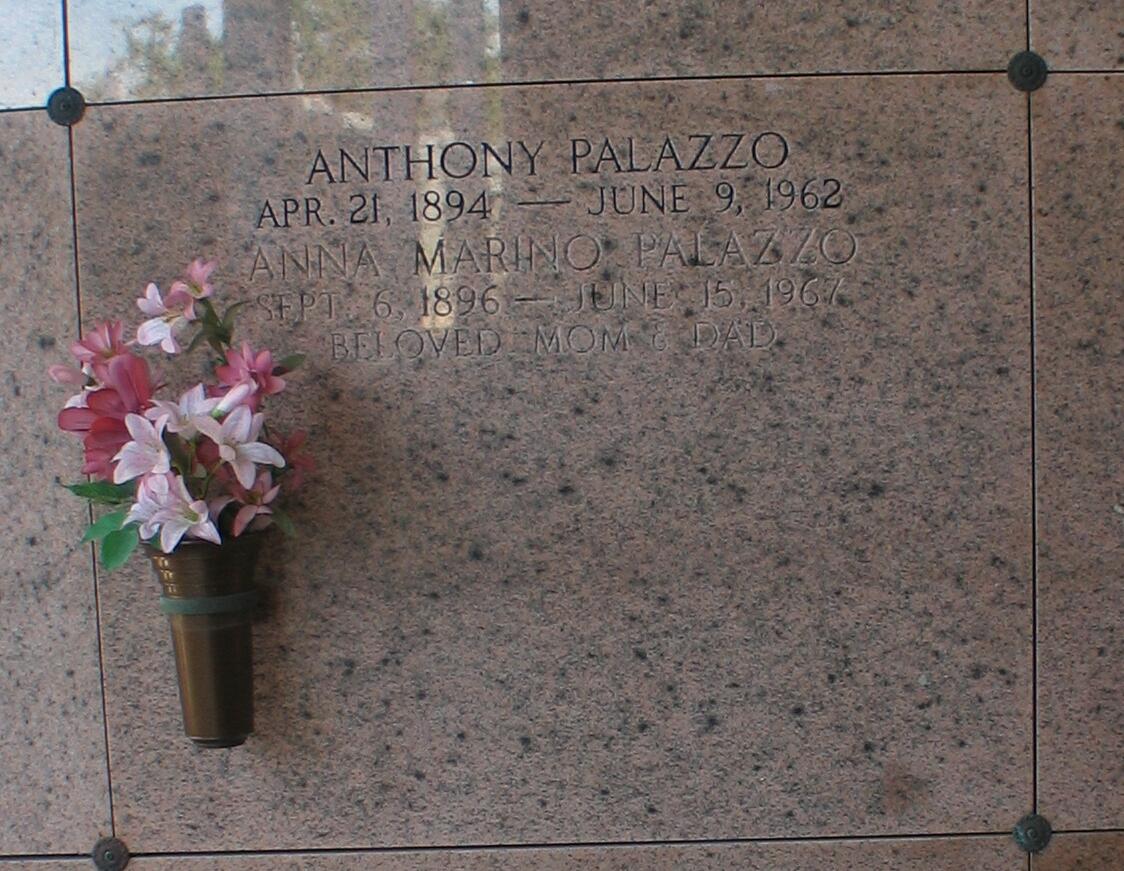 ANTHONY PALAZZO
APR. 21, 1894 — JUNE 9, 1962
ANNA MARINO PALAZZO
SEPT. 6, 1896 — JUNE 15, 1967
BELOVED MOM & DAD